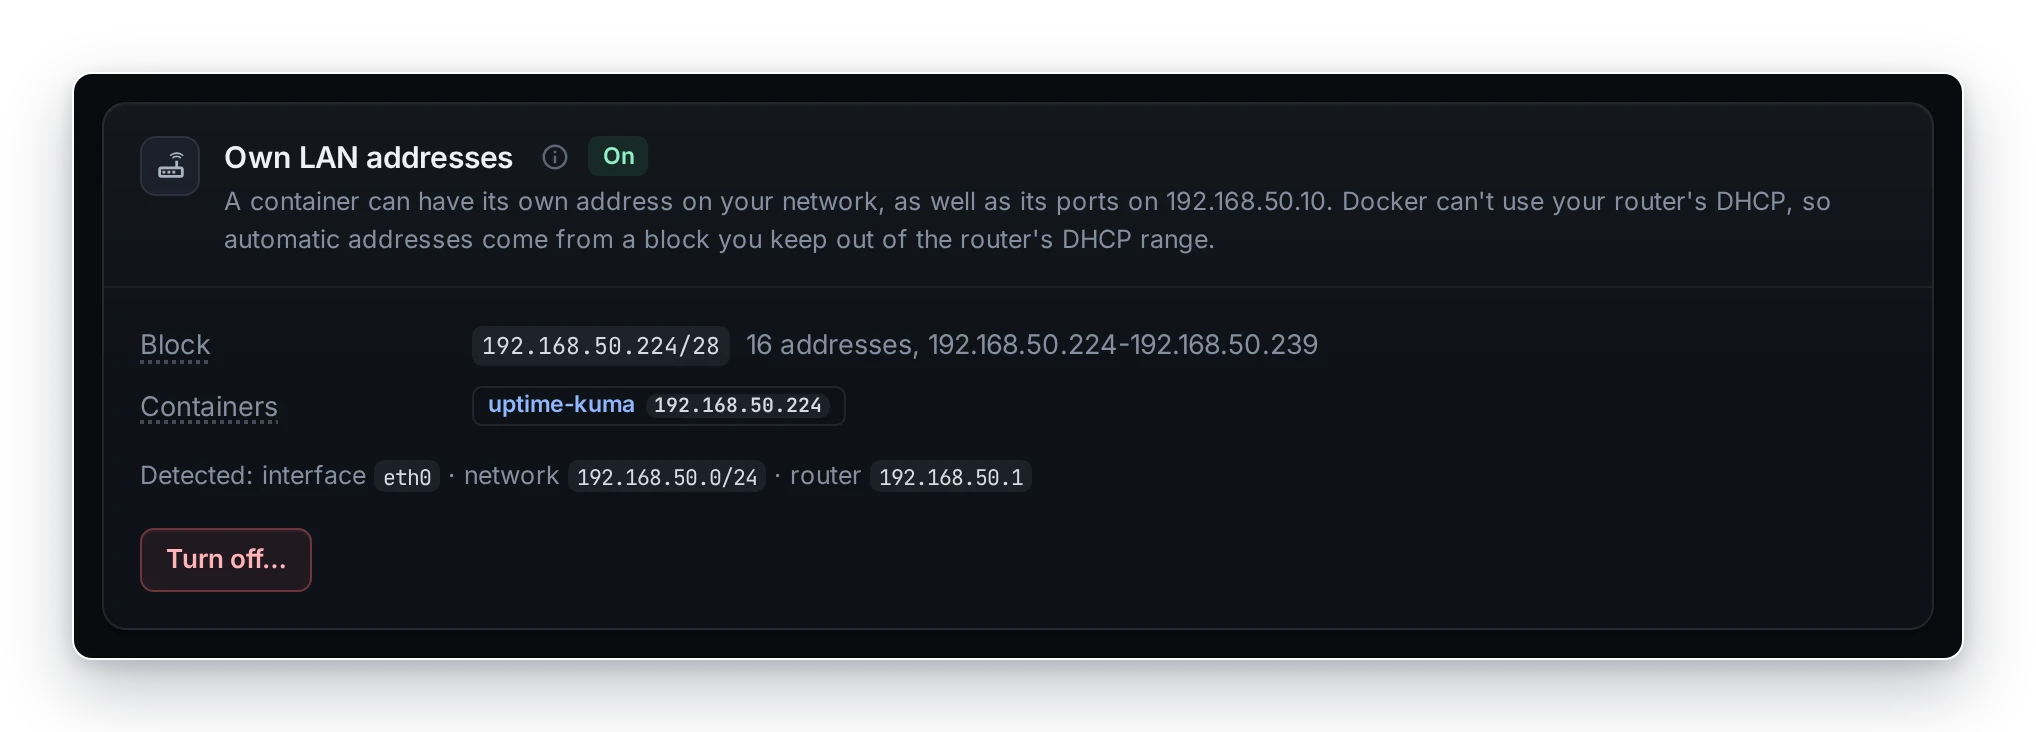 Own LAN addresses On
A container can have its own address on your network, as well as its ports on 192.168.50.10. Docker can't use your router's DHCP, so
automatic addresses come from a block you keep out of the router's DHCP range.
Block 192.168.50.224/28 16 addresses, 192.168.50.224-192.168.50.239
Containers uptime-kuma 192.168.50.224
Detected: interface eth0 · network 192.168.50.0/24 · router 192.168.50.1
Turn off...